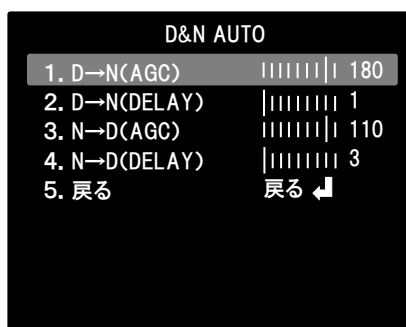 D&N AUTO
1. D→N(AGC) 180
2. D→N(DELAY) 1
3. N→D(AGC) 110
4. N→D(DELAY) 3
5. 戻る 戻る ↲